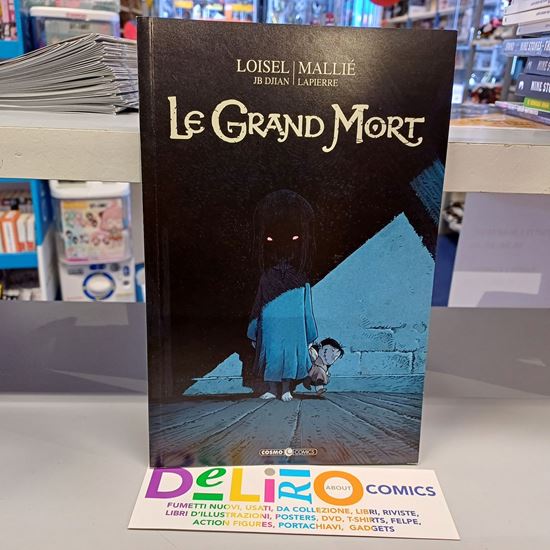 LOISEL | MALLIÉ
JB DJIAN | LAPIERRE
LE GRAND MORT
COSMO COMICS
DeLiRiO ABOUT COMICS
FUMETTI NUOVI, USATI, DA COLLEZIONE, LIBRI, RIVISTE,
LIBRI D'ILLUSTRAZIONI, POSTERS, DVD, T-SHIRTS, FELPE,
ACTION FIGURES, PORTACHIAVI, GADGETS